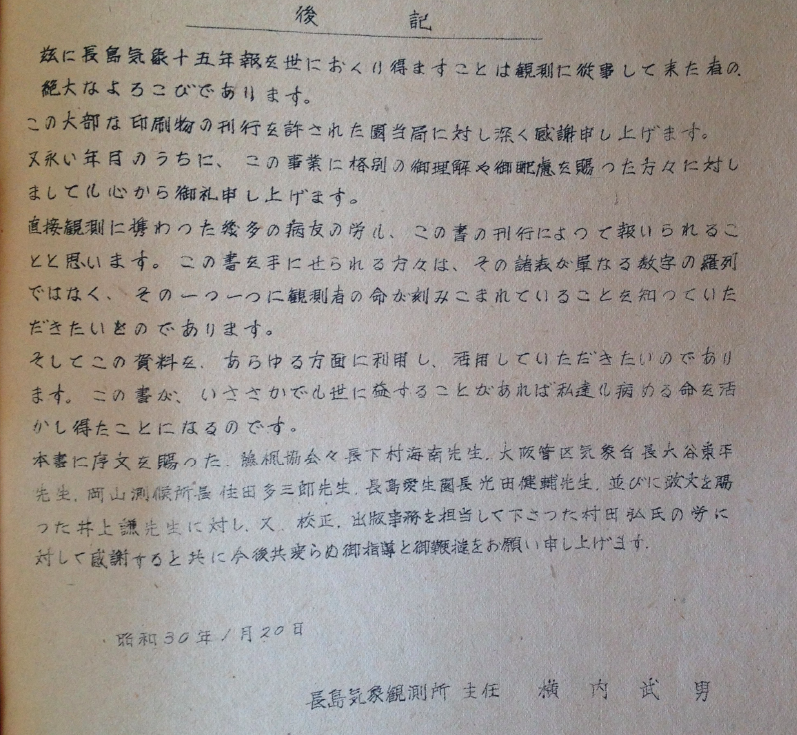 後記
玆に長島気象十五年報を世におくり得ますことは観測に従事して来た者の
絶大なよろこびであります。
この大部な印刷物の刊行を許された園当局に対し深く感謝申し上げます。
又永い年月のうちに、この事業に格別の御理解や御配慮を賜った方々に対し
ましても心から御礼申し上げます。
直接観測に携わった幾多の病友の労も、この書の刊行によつて報いられるこ
とと思います。この書を手にせられる方々は、その諸表が単なる数字の羅列
ではなく、その一つ一つに観測者の命が刻みこまれていることを知っていた
だきたいものであります。
そしてこの資料を、あらゆる方面に利用し、活用していただきたいのであり
ます。この書が、いささかでも世に益することがあれば私達も病める命を活
かし得たことになるのです。
本書に序文を賜った、協会々長下村海南先生、大阪管区気象台長大谷東平
先生、岡山測候所長佳田多三郎先生、長島愛生園長光田健輔先生、並びに跋文を賜
つた井上謙先生に対し、又、校正、出版事務を担当して下さつた村田弘氏の労に
対して感謝すると共に今後共変らぬ御指導と御鞭撻をお願い申し上げます.
昭和30年1月20日
長島気象観測所 主任 横内武男